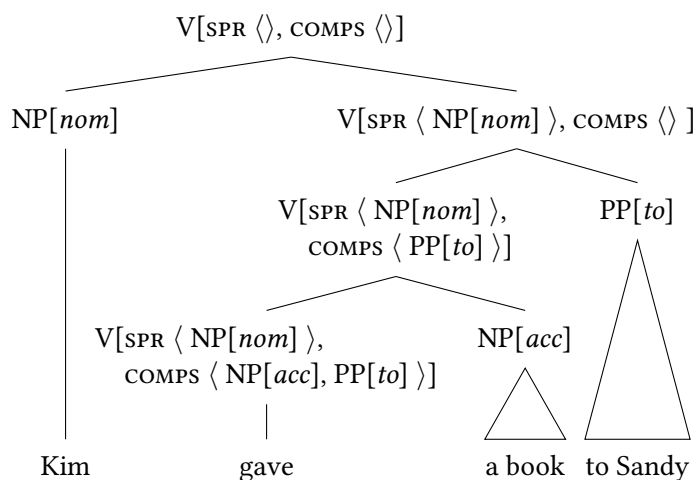 V[SPR ⟨⟩, COMPS ⟨⟩]
NP[nom]
V[SPR ⟨ NP[nom] ⟩, COMPS ⟨⟩ ]
V[SPR ⟨ NP[nom] ⟩,
COMPS ⟨ PP[to] ⟩]
PP[to]
V[SPR ⟨ NP[nom] ⟩,
COMPS ⟨ NP[acc], PP[to] ⟩]
NP[acc]
Kim gave a book to Sandy